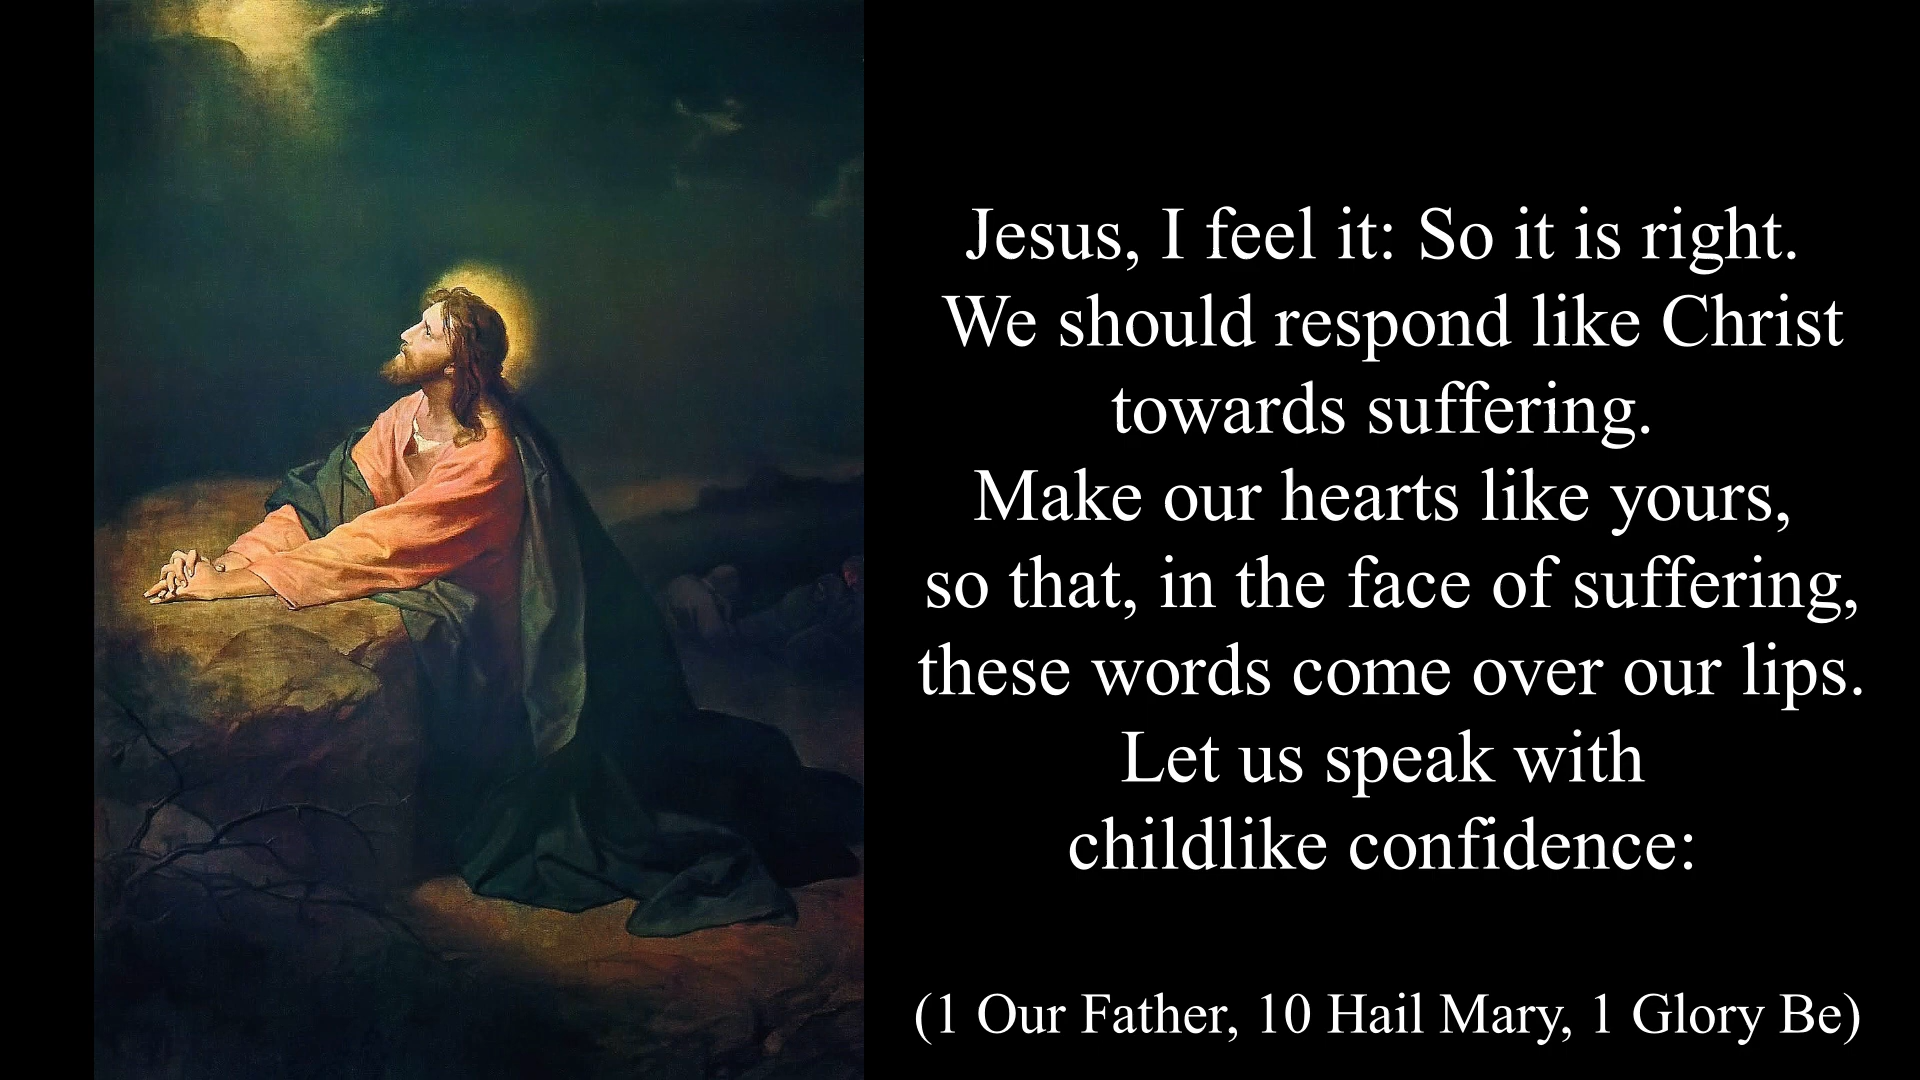 Jesus, I feel it: So it is right.
We should respond like Christ
towards suffering.
Make our hearts like yours,
so that, in the face of suffering,
these words come over our lips.
Let us speak with
childlike confidence:
(1 Our Father, 10 Hail Mary, 1 Glory Be)